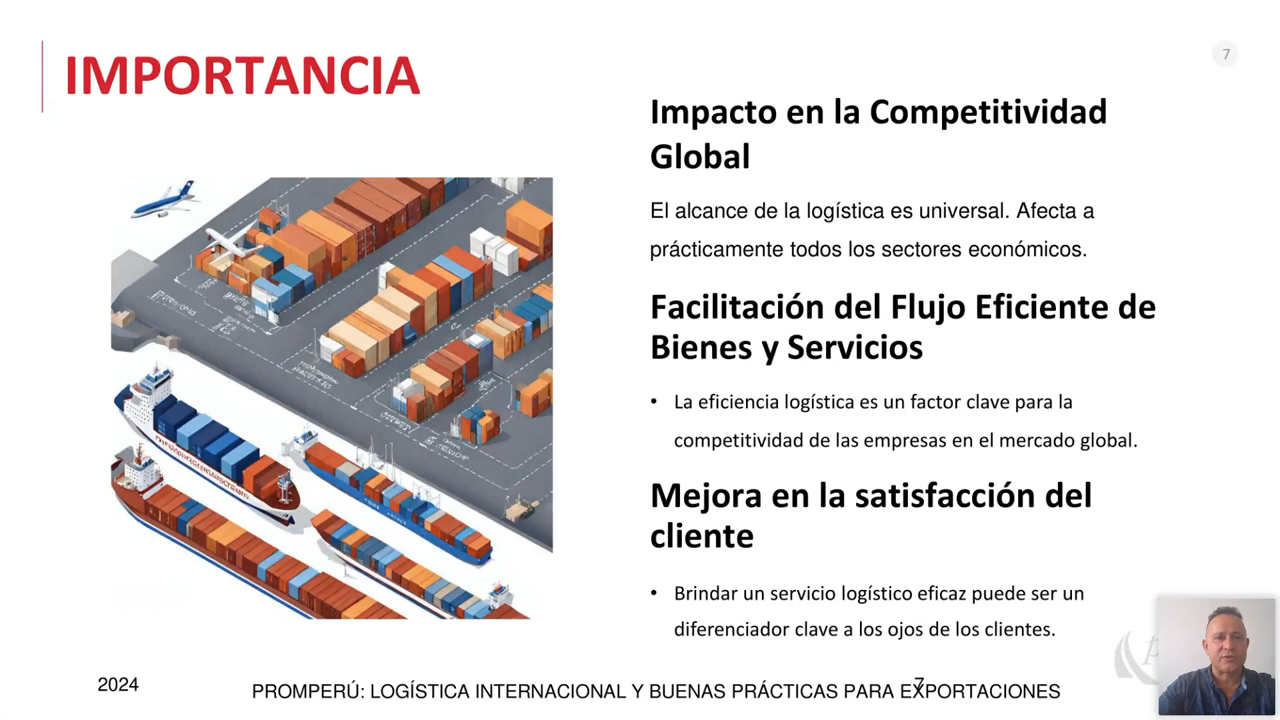 IMPORTANCIA
7
Impacto en la Competitividad
Global
El alcance de la logística es universal. Afecta a
prácticamente todos los sectores económicos.
Facilitación del Flujo Eficiente de
Bienes y Servicios
• La eficiencia logística es un factor clave para la
competitividad de las empresas en el mercado global.
Mejora en la satisfacción del
cliente
• Brindar un servicio logístico eficaz puede ser un
diferenciador clave a los ojos de los clientes.
2024
PROMPERÚ: LOGÍSTICA INTERNACIONAL Y BUENAS PRÁCTICAS PARA EXPORTACIONES
7